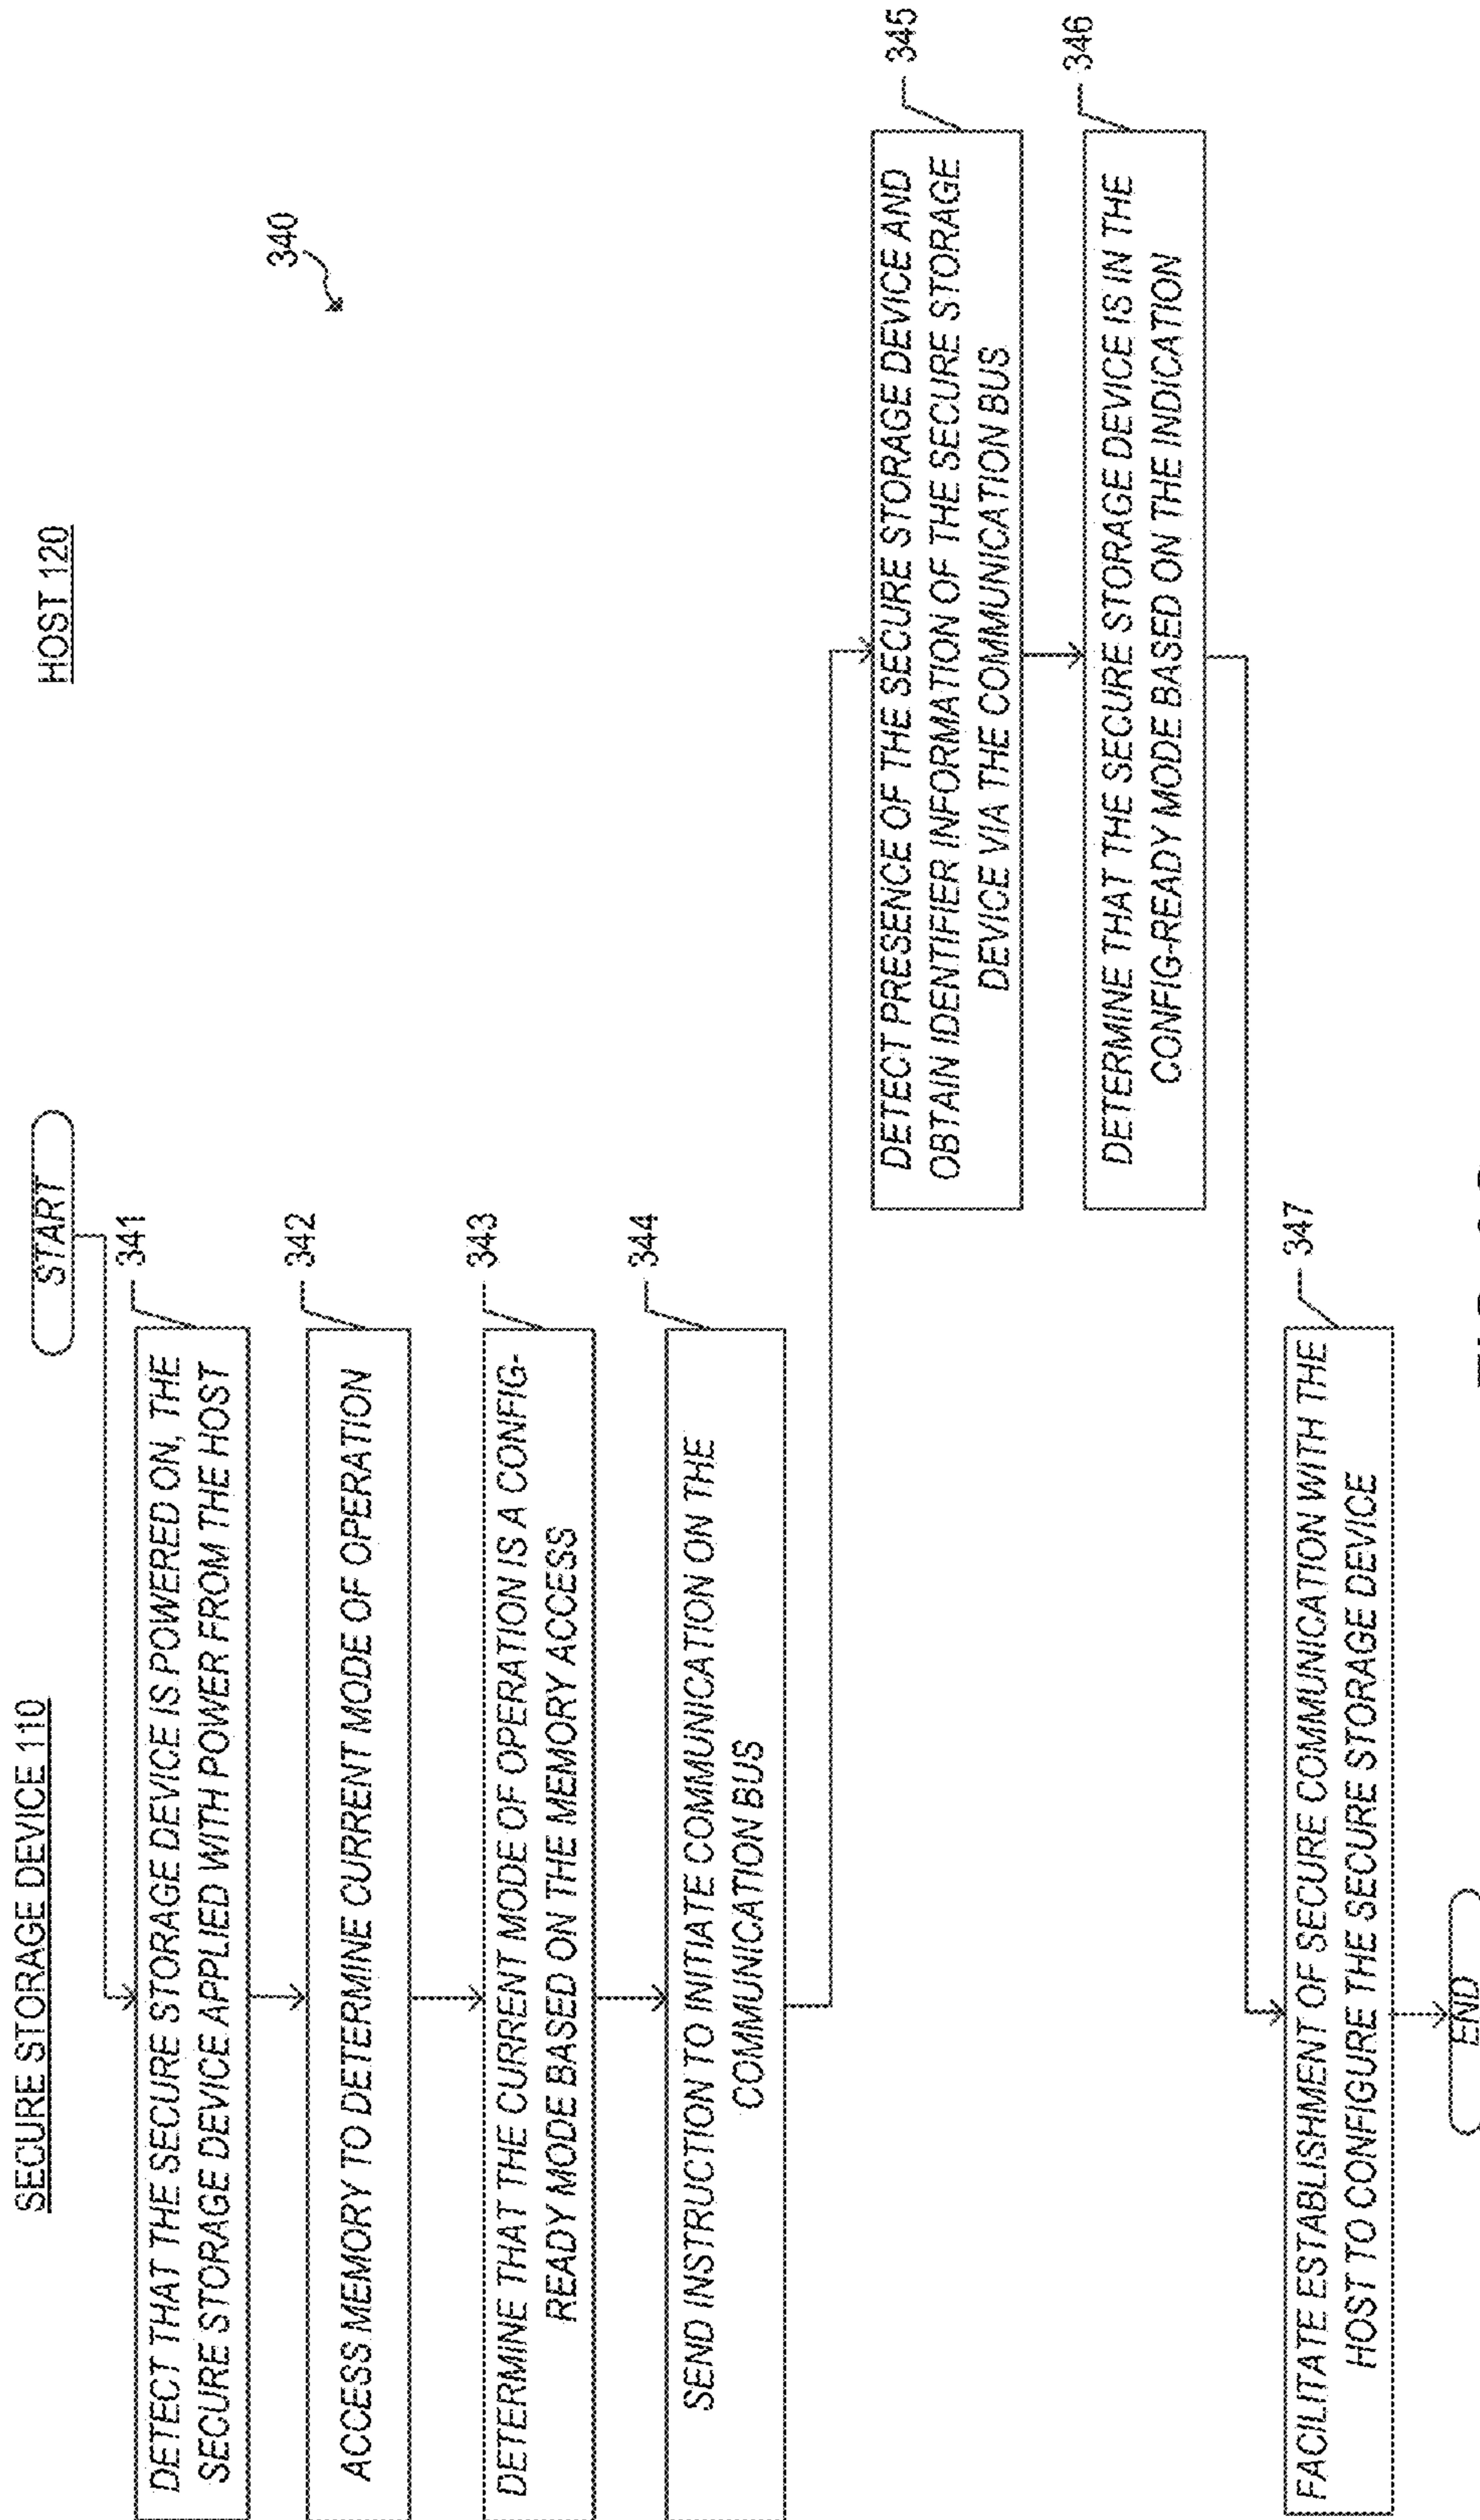 SECURE STORAGE DEVICE 110
HOST 120
START
340
341
DETECT THAT THE SECURE STORAGE DEVICE IS POWERED ON, THE
SECURE STORAGE DEVICE APPLIED WITH POWER FROM THE HOST
342
ACCESS MEMORY TO DETERMINE CURRENT MODE OF OPERATION
343
DETERMINE THAT THE CURRENT MODE OF OPERATION IS A CONFIG-
READY MODE BASED ON THE MEMORY ACCESS
344
SEND INSTRUCTION TO INITIATE COMMUNICATION ON THE
COMMUNICATION BUS
345
DETECT PRESENCE OF THE SECURE STORAGE DEVICE AND
OBTAIN IDENTIFIER INFORMATION OF THE SECURE STORAGE
DEVICE VIA THE COMMUNICATION BUS
346
DETERMINE THAT THE SECURE STORAGE DEVICE IS IN THE
CONFIG-READY MODE BASED ON THE INDICATION
347
FACILITATE ESTABLISHMENT OF SECURE COMMUNICATION WITH THE
HOST TO CONFIGURE THE SECURE STORAGE DEVICE
END